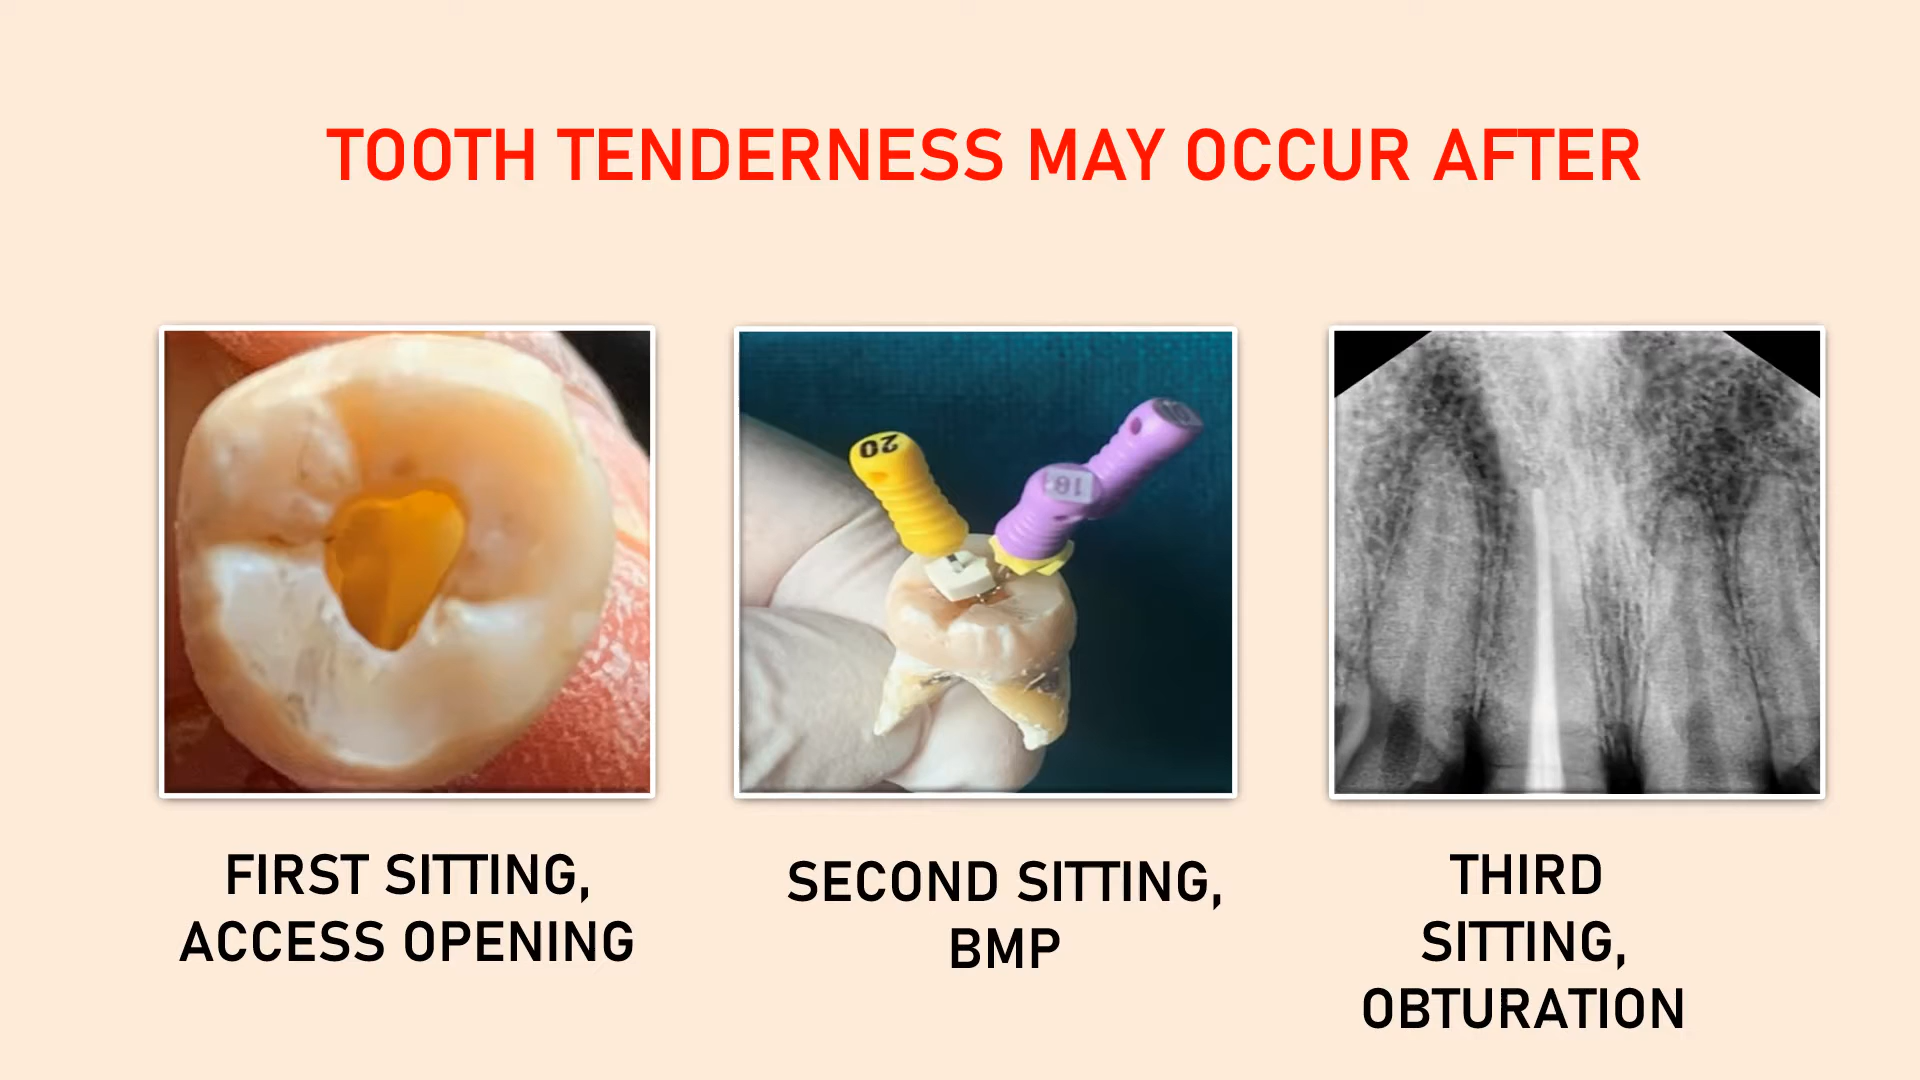 TOOTH TENDERNESS MAY OCCUR AFTER
20
FIRST SITTING,
ACCESS OPENING
SECOND SITTING,
BMP
THIRD
SITTING,
OBTURATION